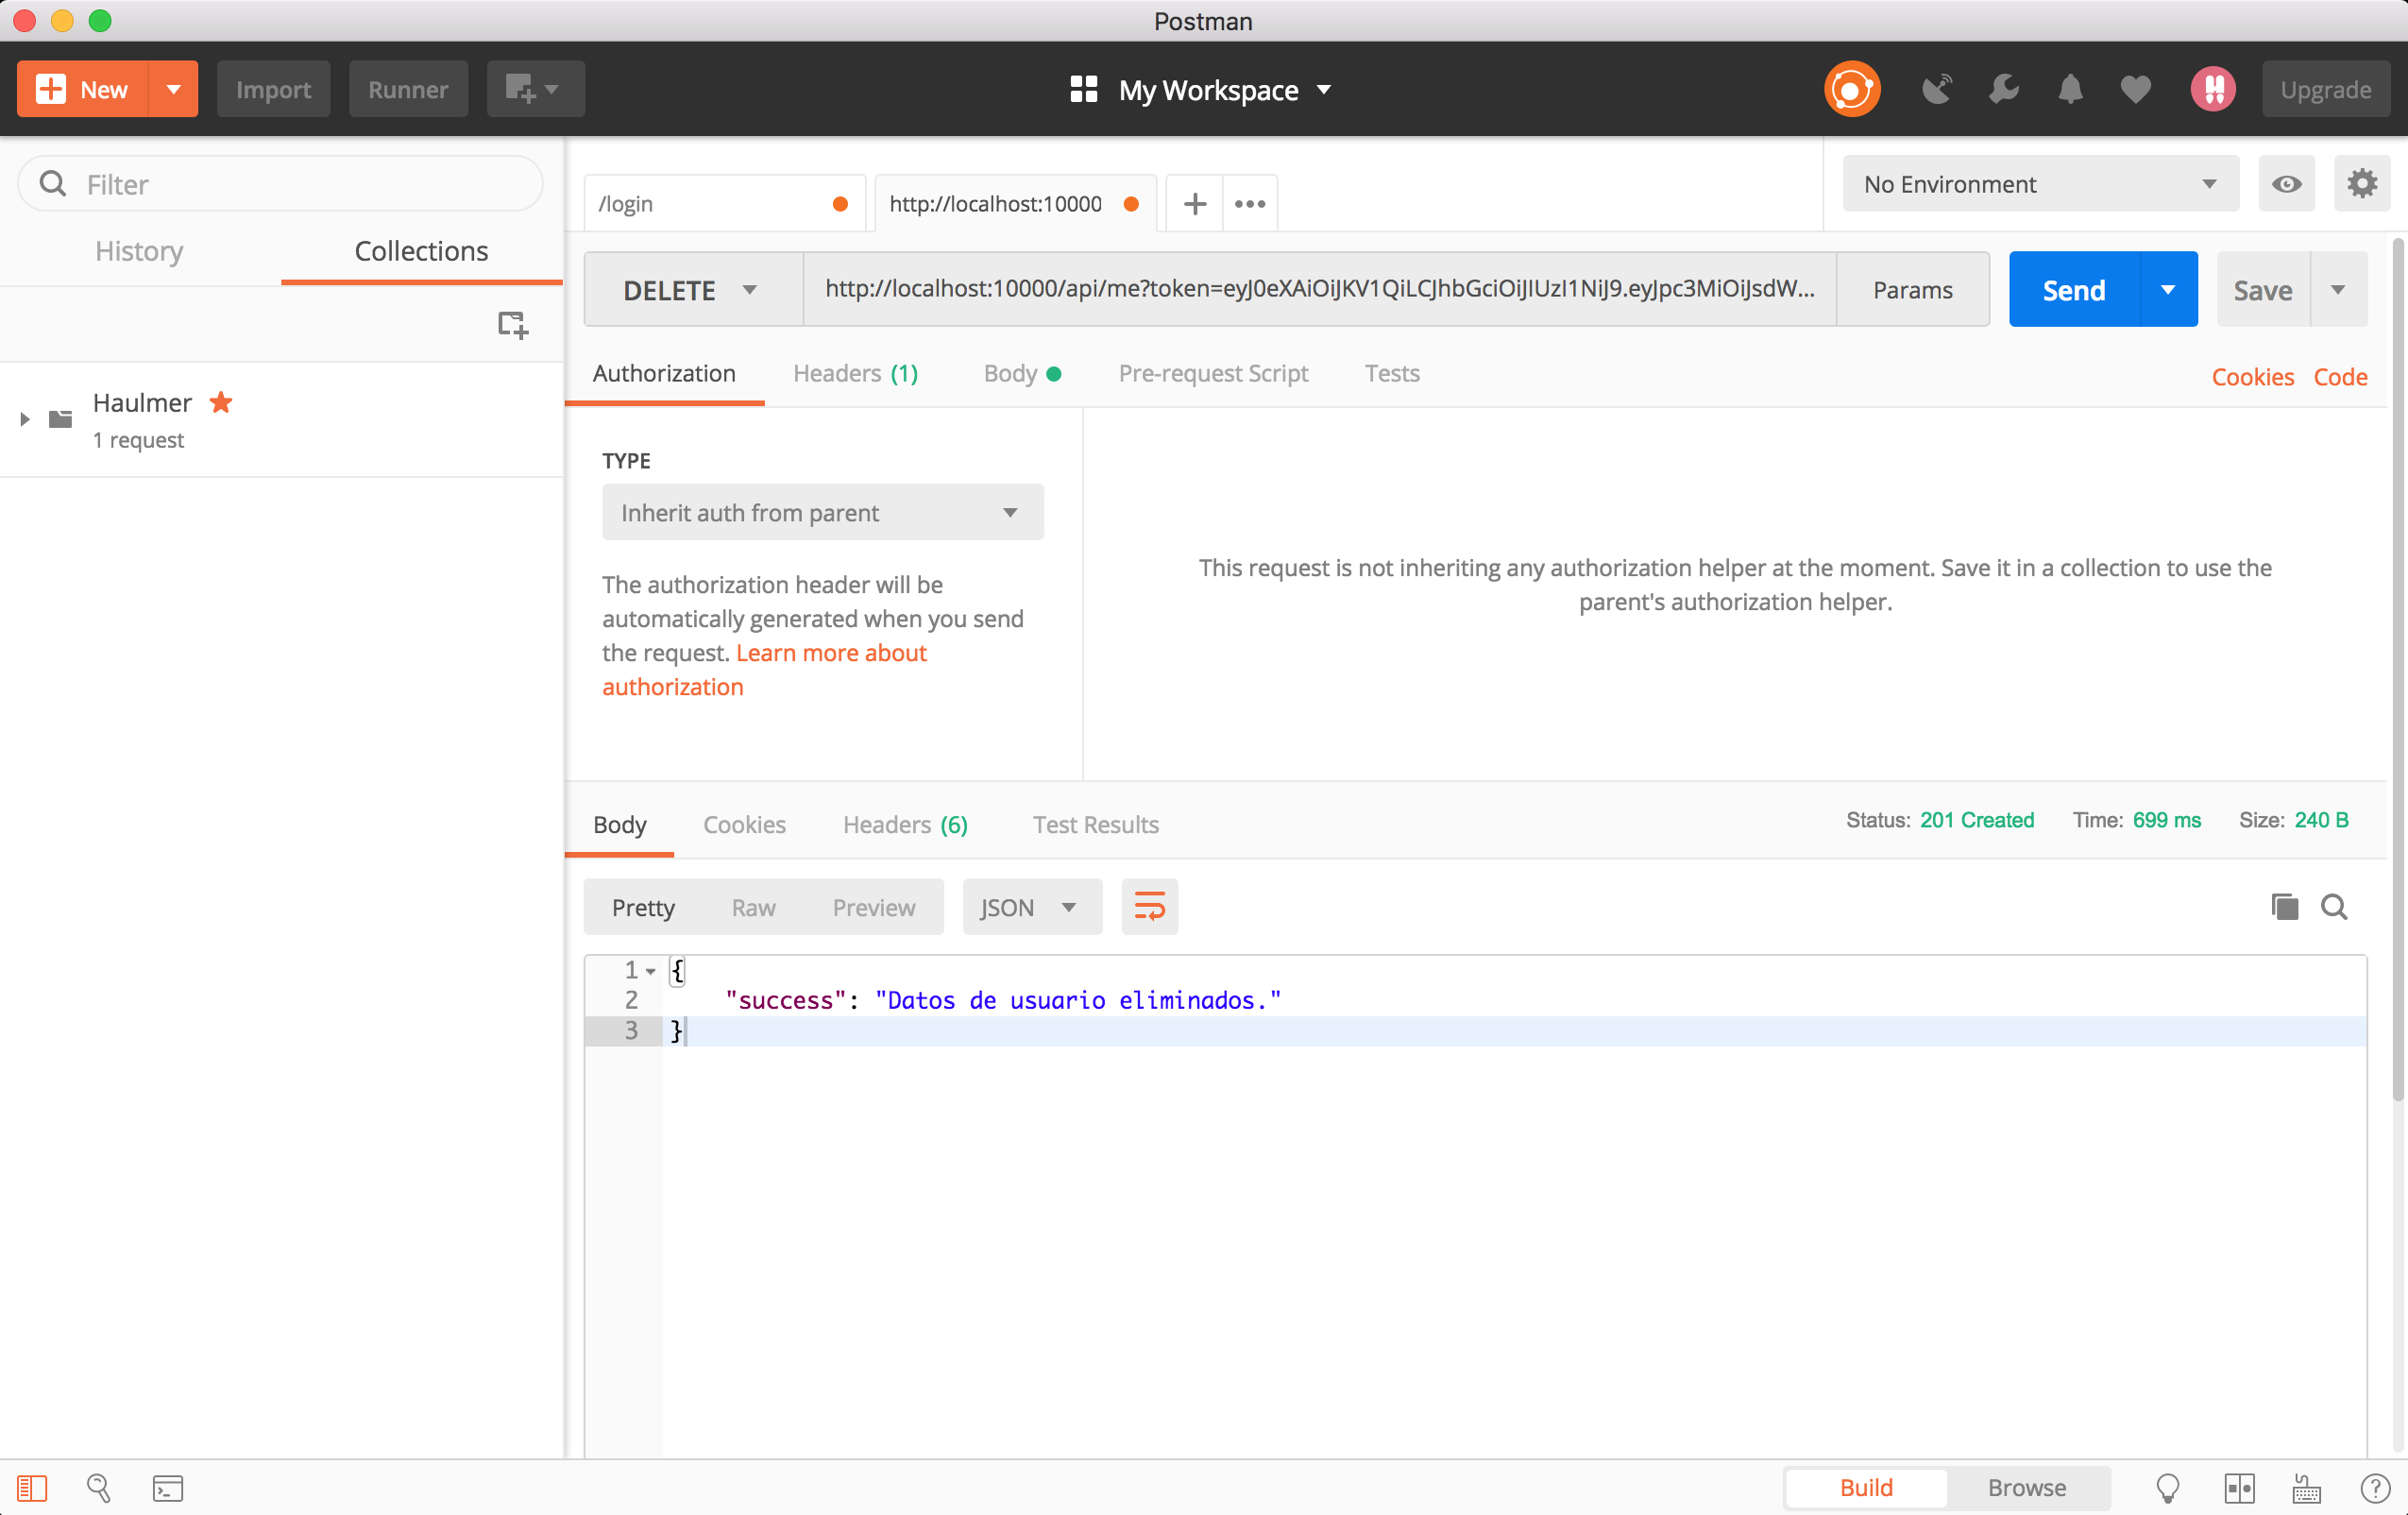 Postman
New
Import
Runner
My Workspace
Upgrade
Filter
History
Collections
Haulmer
1 request
/login
http://localhost:10000
No Environment
DELETE
http://localhost:10000/api/me?token=eyJ0eXAiOiJKV1QiLCJhbGciOiJIUzI1NiJ9.eyJpc3MiOiJsdW...
Params
Send
Save
Authorization
Headers (1)
Body
Pre-request Script
Tests
Cookies
Code
TYPE
Inherit auth from parent
The authorization header will be
automatically generated when you send
the request. Learn more about
authorization
This request is not inheriting any authorization helper at the moment. Save it in a collection to use the
parent's authorization helper.
Body
Cookies
Headers (6)
Test Results
Status: 201 Created
Time: 699 ms
Size: 240 B
Pretty
Raw
Preview
JSON
1 {
2 "success": "Datos de usuario eliminados."
3 }
Build
Browse